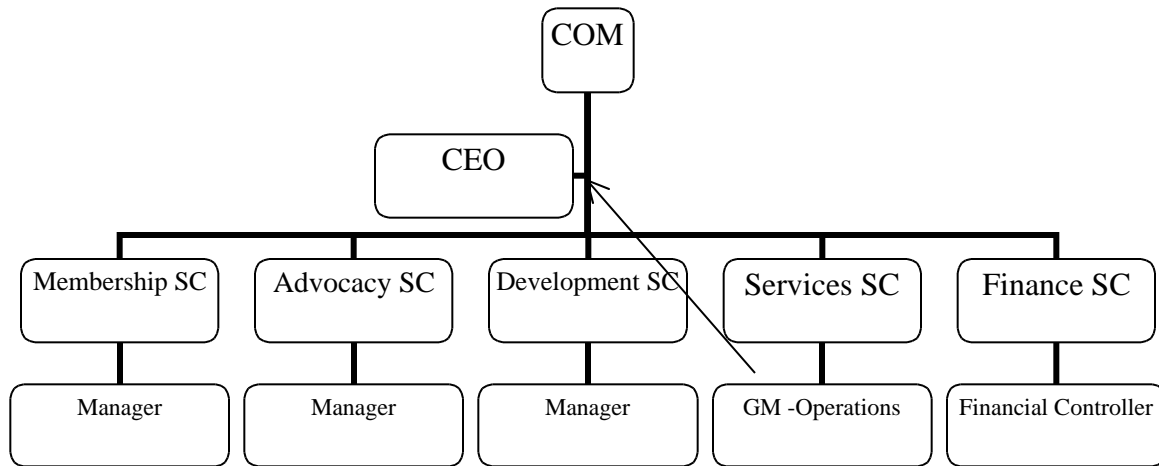 COM
CEO
Membership SC
Advocacy SC
Development SC
Services SC
Finance SC
Manager
Manager
Manager
GM -Operations
Financial Controller